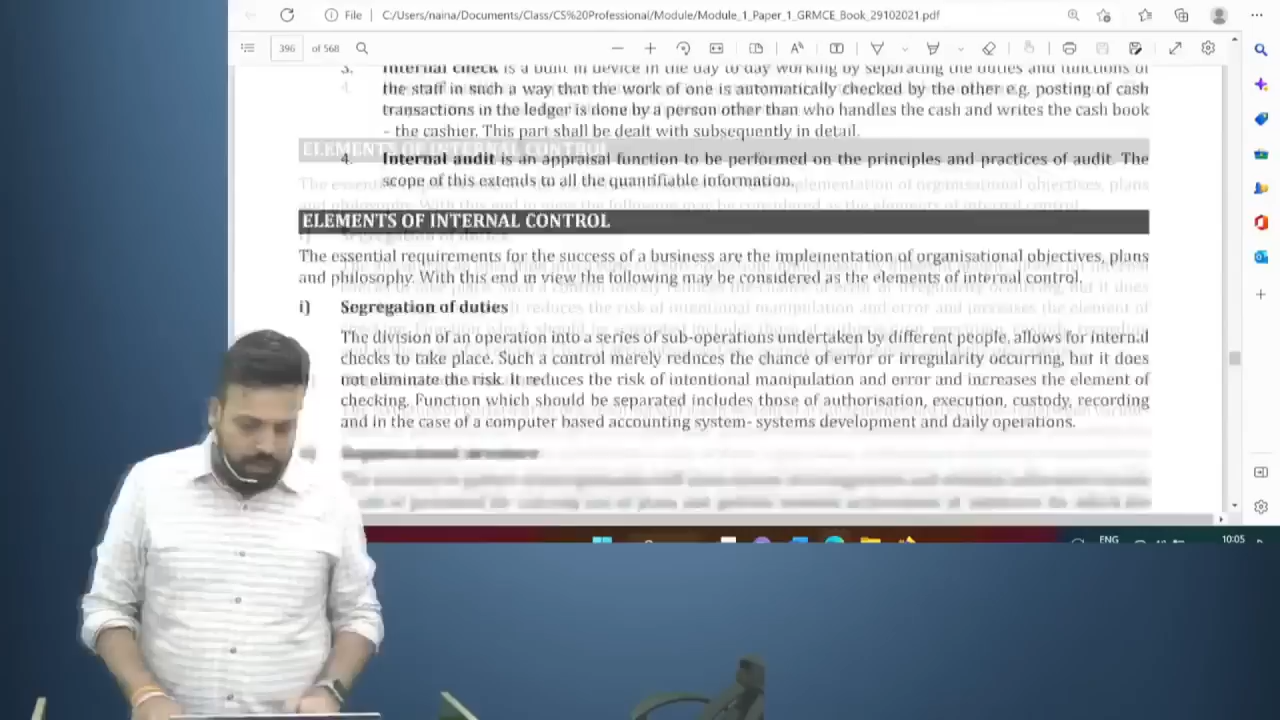 File C:/Users/naina/Documents/Class/CS%20Professional/Module/Module_1_Paper_1_GRMCE_Book_29102021.pdf
396 of 568
3. Internal check is a built in device in the day to day working by separating the duties and functions of
the staff in such a way that the work of one is automatically checked by the other e.g. posting of cash
transactions in the ledger is done by a person other than who handles the cash and writes the cash book
– the cashier. This part shall be dealt with subsequently in detail.
4. Internal audit is an appraisal function to be performed on the principles and practices of audit. The
scope of this extends to all the quantifiable information.
ELEMENTS OF INTERNAL CONTROL
The essential requirements for the success of a business are the implementation of organisational objectives, plans
and philosophy. With this end in view the following may be considered as the elements of internal control.
i) Segregation of duties
The division of an operation into a series of sub-operations undertaken by different people, allows for internal
checks to take place. Such a control merely reduces the chance of error or irregularity occurring, but it does
not eliminate the risk. It reduces the risk of intentional manipulation and error and increases the element of
checking. Function which should be separated includes those of authorisation, execution, custody, recording
and in the case of a computer based accounting system- systems development and daily operations.
ENG
10:05